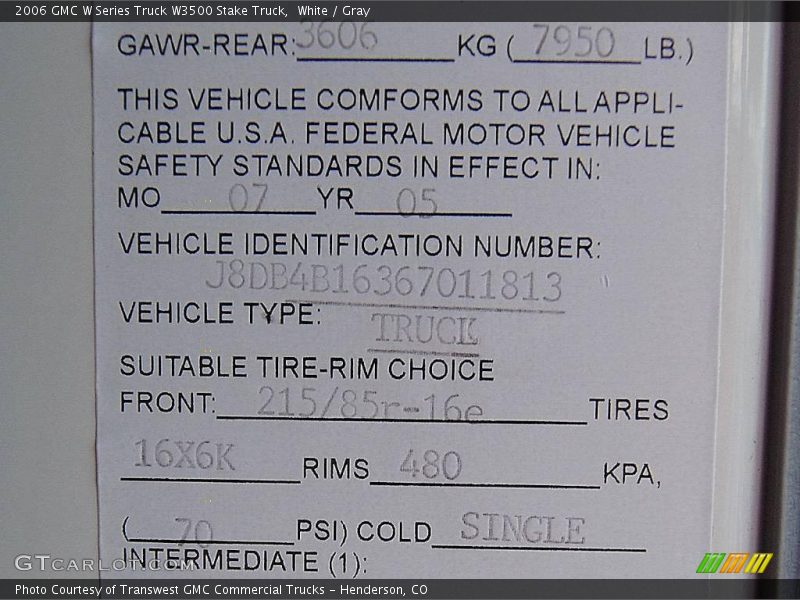 2006 GMC W Series Truck W3500 Stake Truck, White / Gray
GAWR-REAR: 3606 KG ( 7950 LB.)
THIS VEHICLE COMFORMS TO ALL APPLI-
CABLE U.S.A. FEDERAL MOTOR VEHICLE
SAFETY STANDARDS IN EFFECT IN:
MO 07 YR 05
VEHICLE IDENTIFICATION NUMBER:
J8DB4B16367011813
VEHICLE TYPE: TRUCK
SUITABLE TIRE-RIM CHOICE
FRONT: 215/85r-16e TIRES
16X6K RIMS 480 KPA,
( 70 PSI) COLD SINGLE
INTERMEDIATE (1):
GTCARLOT.COM
Photo Courtesy of Transwest GMC Commercial Trucks - Henderson, CO